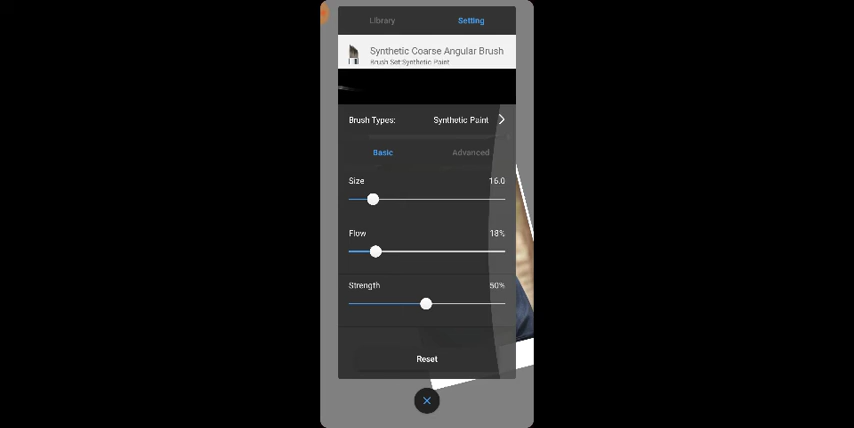 Library
Setting
Synthetic Coarse Angular Brush
Brush Set:Synthetic Paint
Brush Types:
Synthetic Paint
Basic
Advanced
Size
16.0
Flow
18%
Strength
50%
Reset